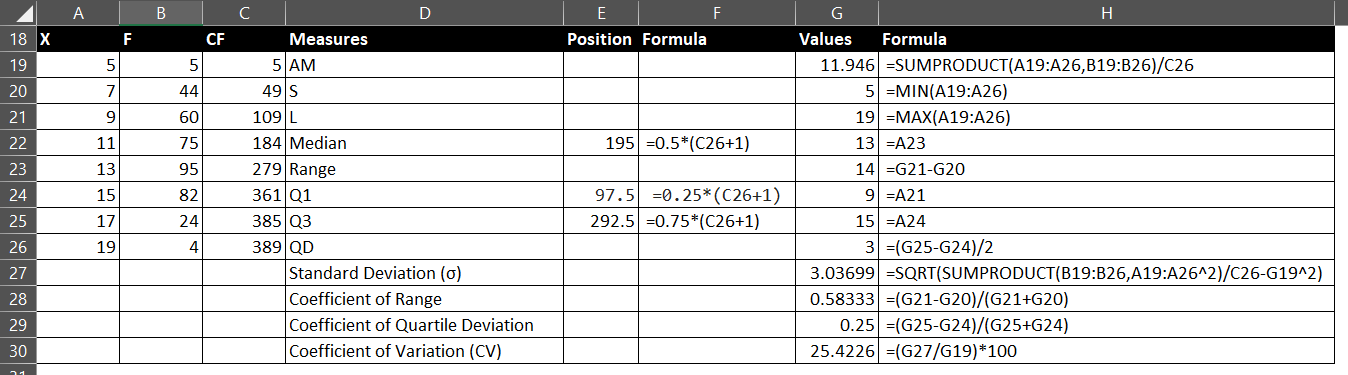 A B C D E F G H
18 X F CF Measures Position Formula Values Formula
19 5 5 5 AM 11.946 =SUMPRODUCT(A19:A26,B19:B26)/C26
20 7 44 49 S 5 =MIN(A19:A26)
21 9 60 109 L 19 =MAX(A19:A26)
22 11 75 184 Median 195 =0.5*(C26+1) 13 =A23
23 13 95 279 Range 14 =G21-G20
24 15 82 361 Q1 97.5 =0.25*(C26+1) 9 =A21
25 17 24 385 Q3 292.5 =0.75*(C26+1) 15 =A24
26 19 4 389 QD 3 =(G25-G24)/2
27 Standard Deviation (σ) 3.03699 =SQRT(SUMPRODUCT(B19:B26,A19:A26^2)/C26-G19^2)
28 Coefficient of Range 0.58333 =(G21-G20)/(G21+G20)
29 Coefficient of Quartile Deviation 0.25 =(G25-G24)/(G25+G24)
30 Coefficient of Variation (CV) 25.4226 =(G27/G19)*100